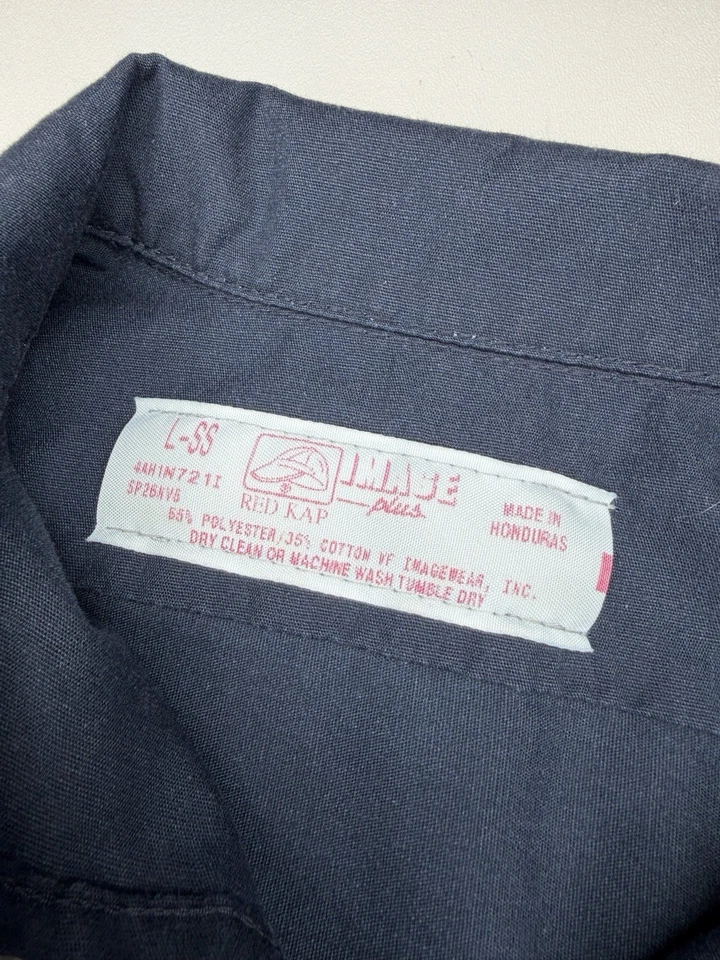 L-SS
4AH1N721I
SP26NV6
RED KAP
®
IMAGE
plus
MADE IN
HONDURAS
65% POLYESTER/35% COTTON VF IMAGEWEAR, INC.
DRY CLEAN OR MACHINE WASH TUMBLE DRY